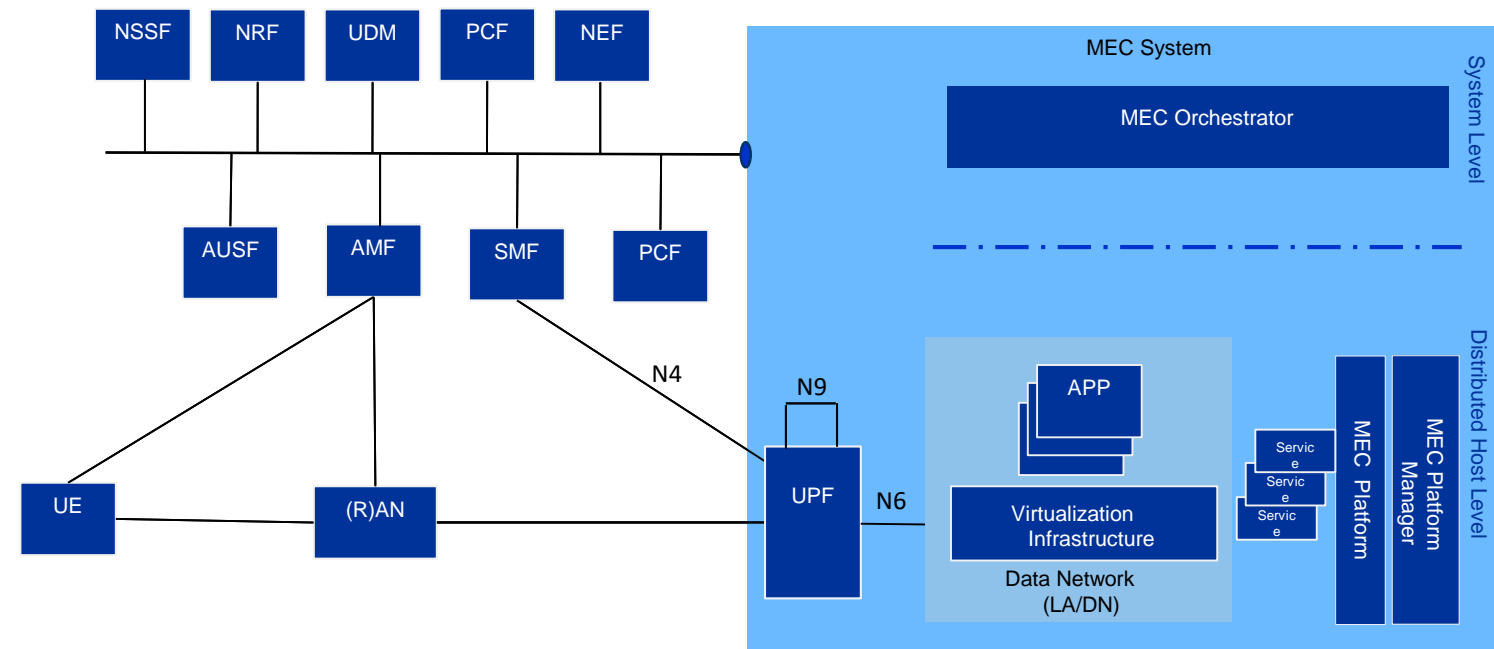 NSSF
NRF
UDM
PCF
NEF
MEC System
System Level
MEC Orchestrator
AUSF
AMF
SMF
PCF
N4
N9
APP
Distributed Host Level
MEC Platform
MEC Platform
Manager
Servic
e
Servic
e
Servic
e
UE
(R)AN
UPF
N6
Virtualization
Infrastructure
Data Network
(LA/DN)